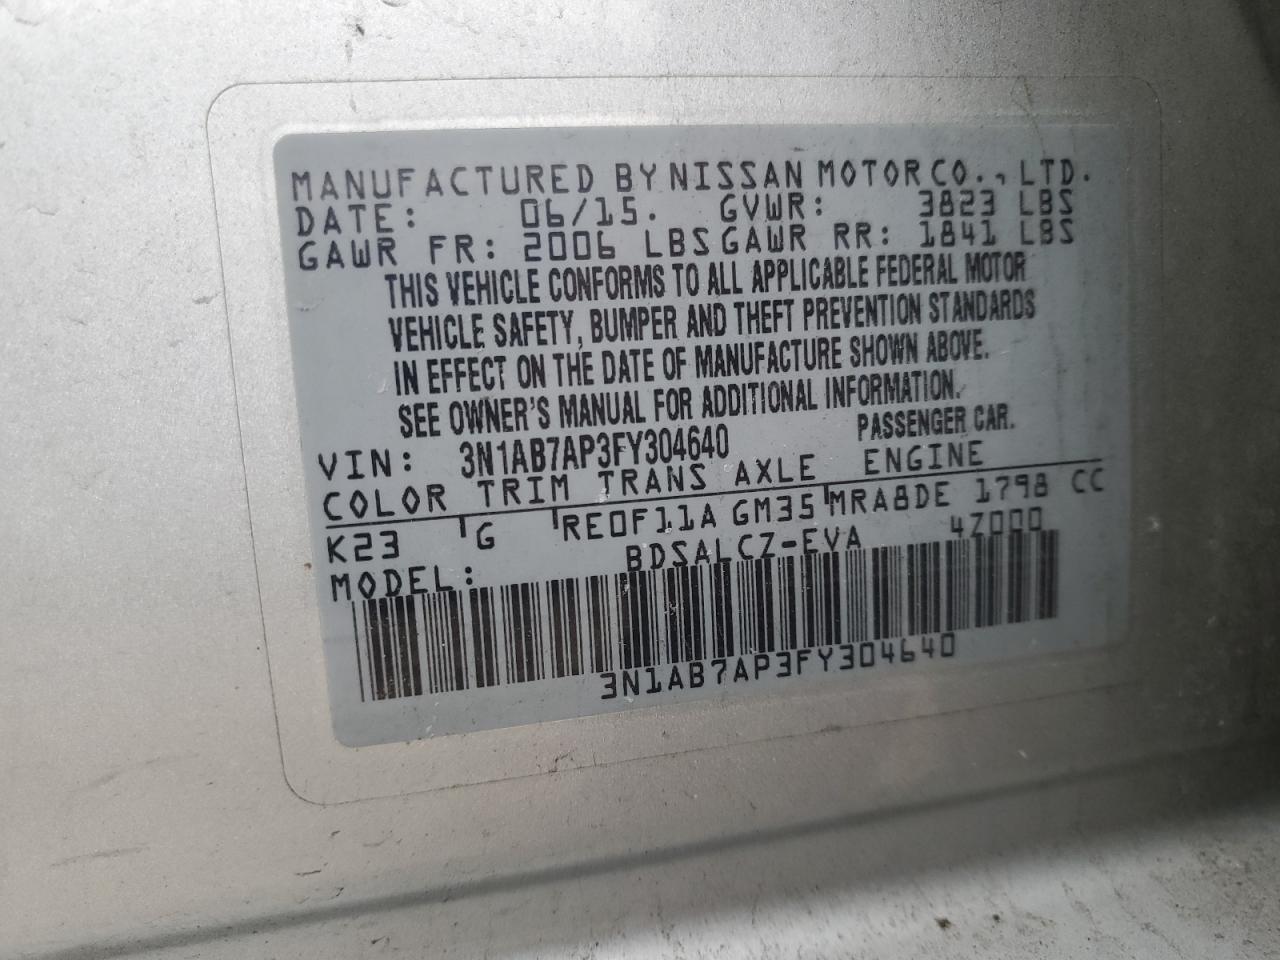 MANUFACTURED BY NISSAN MOTOR CO., LTD.
DATE: 06/15. GVWR: 3823 LBS
GAWR FR: 2006 LBS GAWR RR: 1841 LBS
THIS VEHICLE CONFORMS TO ALL APPLICABLE FEDERAL MOTOR
VEHICLE SAFETY, BUMPER AND THEFT PREVENTION STANDARDS
IN EFFECT ON THE DATE OF MANUFACTURE SHOWN ABOVE.
SEE OWNER'S MANUAL FOR ADDITIONAL INFORMATION.
VIN: 3N1AB7AP3FY304640 PASSENGER CAR.
COLOR TRIM TRANS AXLE ENGINE
K23 G RE0F11A GM35 MRA8DE 1798 CC
MODEL: BDSALCZ-EVA 4Z000
3N1AB7AP3FY304640